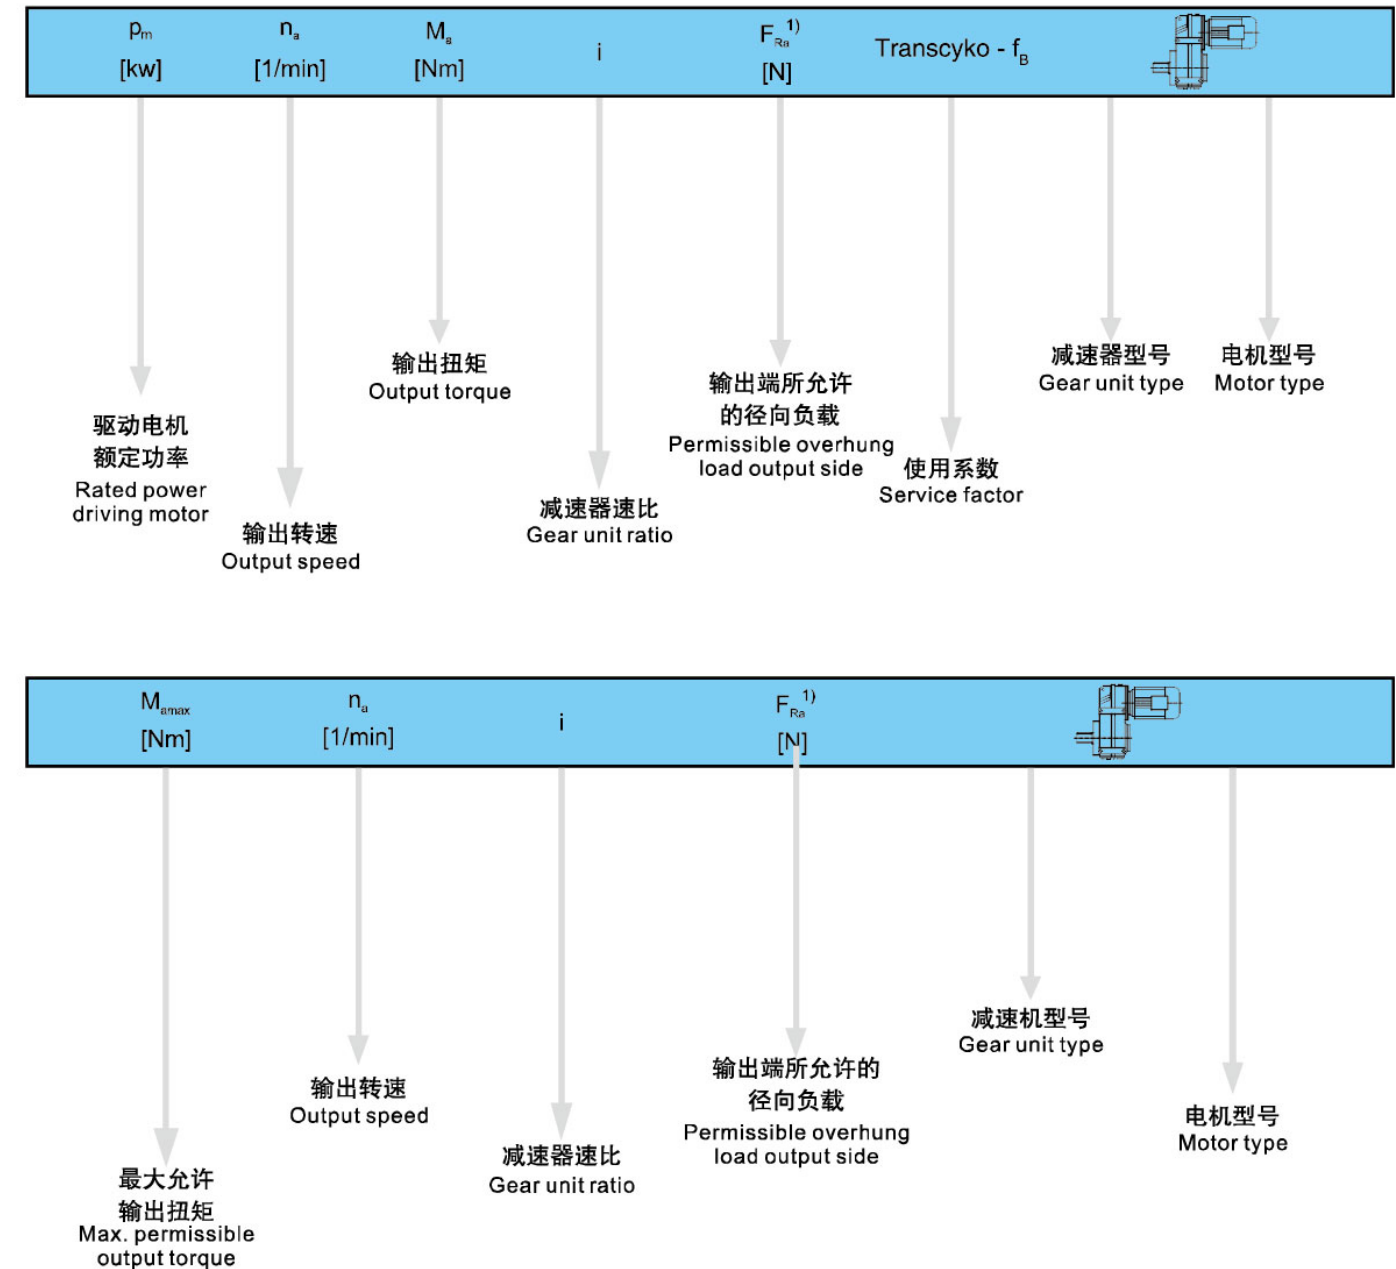 pm na Ma i FRa1) Transcyko - fB
[kw] [1/min] [Nm] [N]
驱动电机
额定功率
Rated power
driving motor
输出转速
Output speed
输出扭矩
Output torque
减速器速比
Gear unit ratio
输出端所允许
的径向负载
Permissible overhung
load output side
使用系数
Service factor
减速器型号
Gear unit type
电机型号
Motor type
Mamax na i FRa1)
[Nm] [1/min] [N]
最大允许
输出扭矩
Max. permissible
output torque
输出转速
Output speed
减速器速比
Gear unit ratio
输出端所允许的
径向负载
Permissible overhung
load output side
减速机型号
Gear unit type
电机型号
Motor type